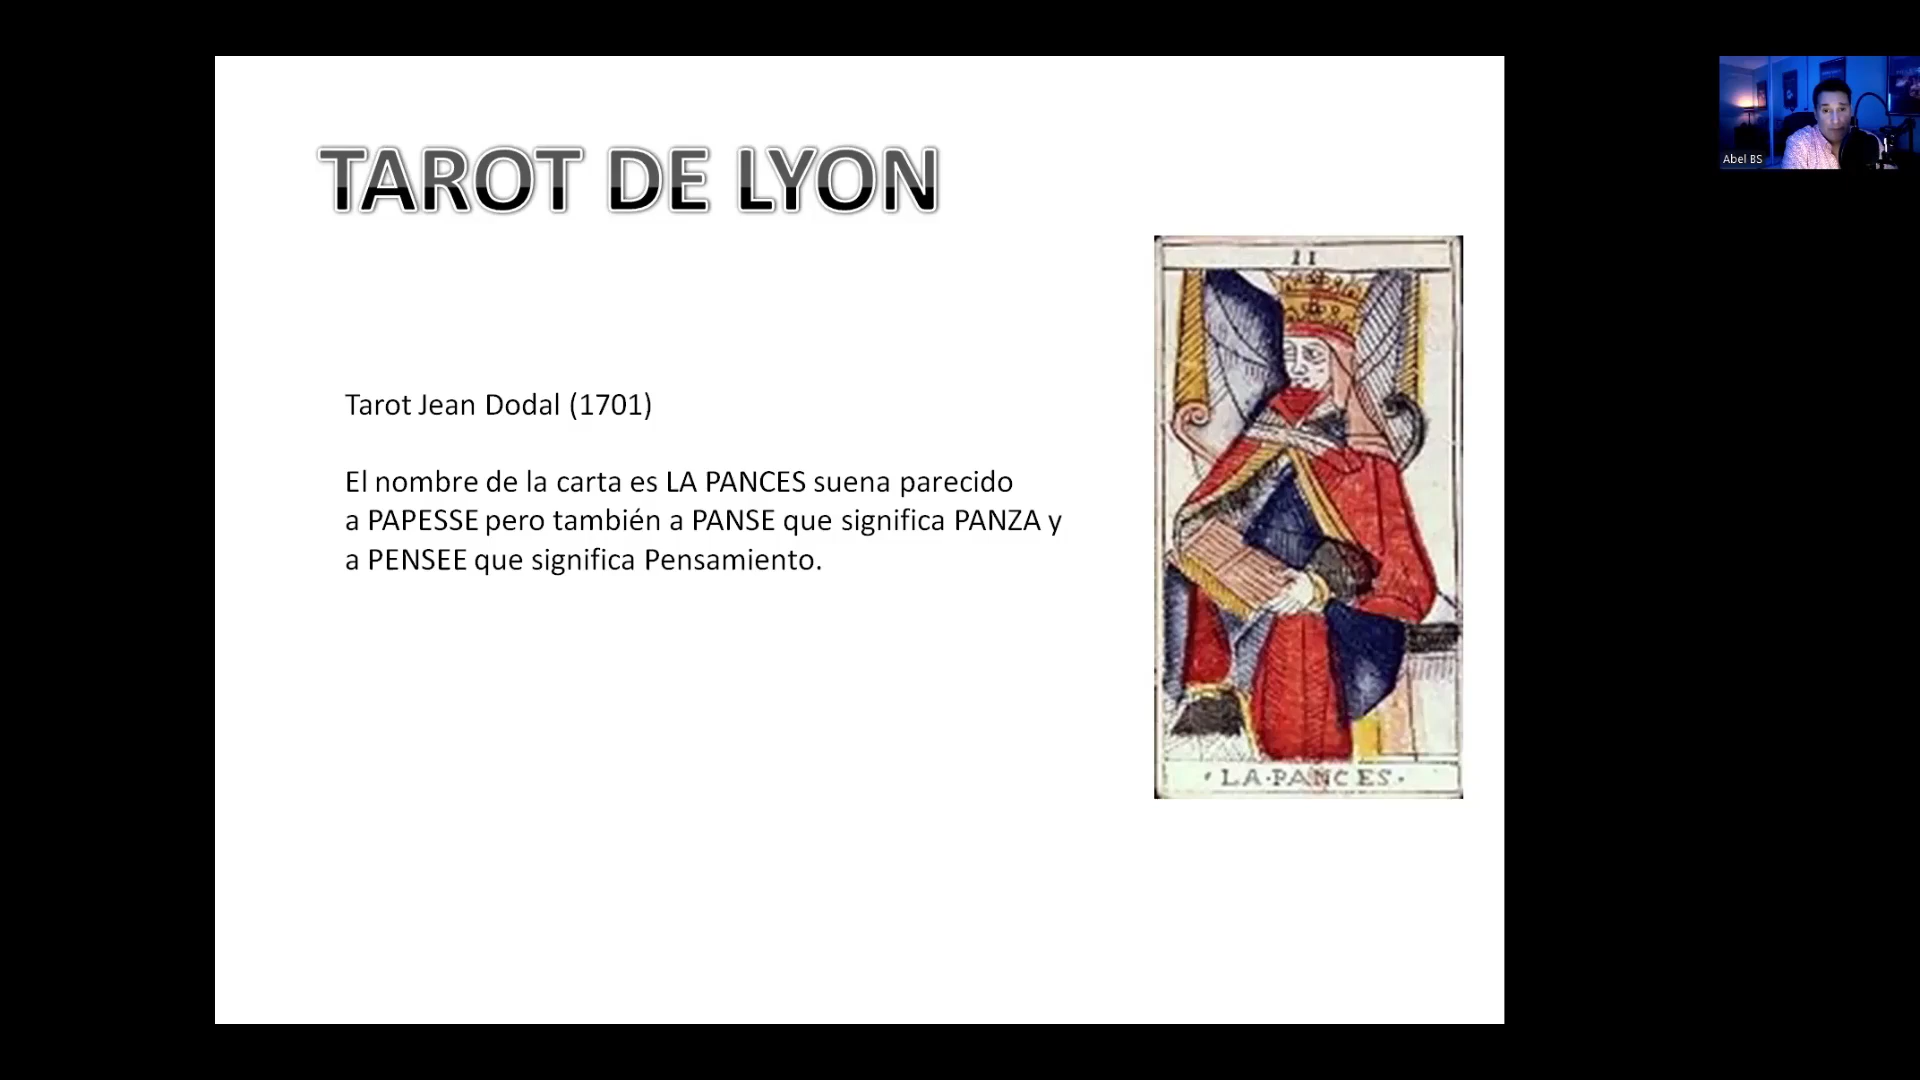 TAROT DE LYON
Abel BS
II
Tarot Jean Dodal (1701)
El nombre de la carta es LA PANCES suena parecido
a PAPESSE pero también a PANSE que significa PANZA y
a PENSEE que significa Pensamiento.
LA·PANCES·